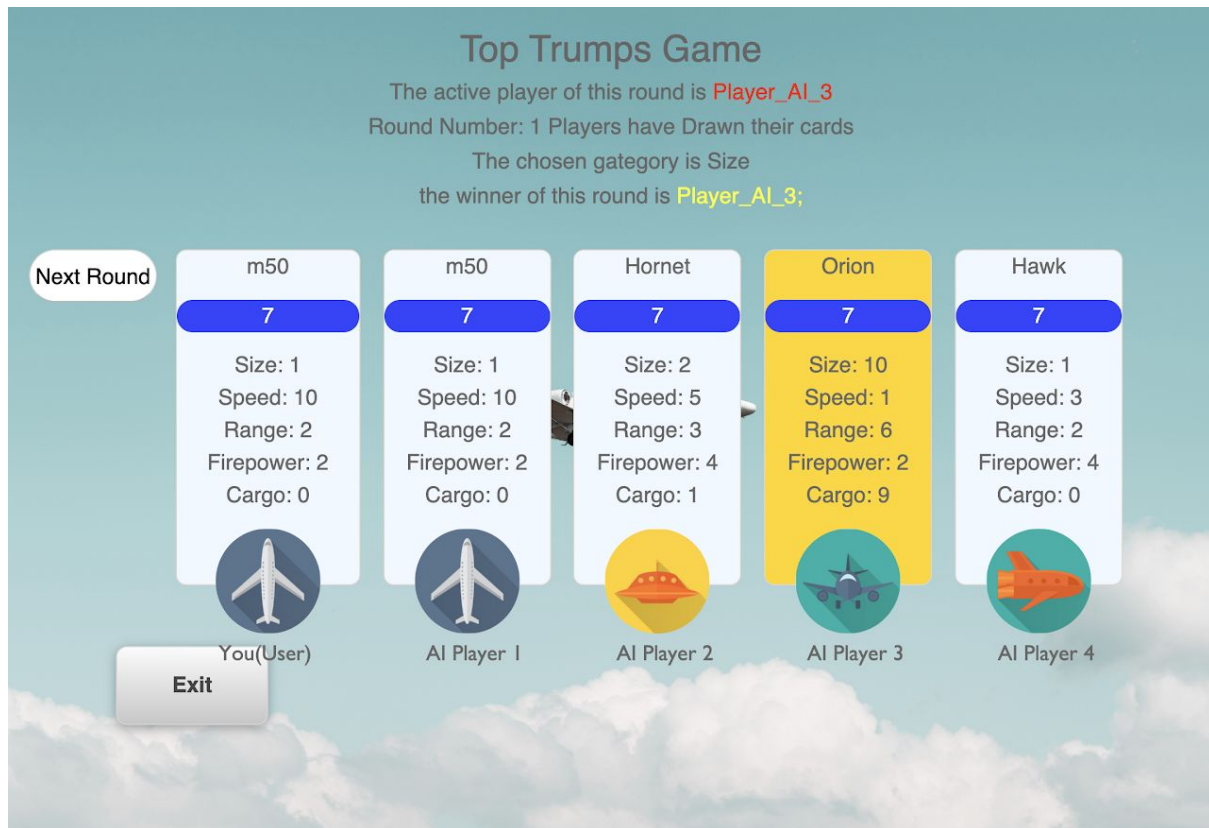 Top Trumps Game
The active player of this round is Player_AI_3
Round Number: 1 Players have Drawn their cards
The chosen gategory is Size
the winner of this round is Player_AI_3;
Next Round
m50
7
Size: 1
Speed: 10
Range: 2
Firepower: 2
Cargo: 0
You(User)
m50
7
Size: 1
Speed: 10
Range: 2
Firepower: 2
Cargo: 0
AI Player 1
Hornet
7
Size: 2
Speed: 5
Range: 3
Firepower: 4
Cargo: 1
AI Player 2
Orion
7
Size: 10
Speed: 1
Range: 6
Firepower: 2
Cargo: 9
AI Player 3
Hawk
7
Size: 1
Speed: 3
Range: 2
Firepower: 4
Cargo: 0
AI Player 4
Exit